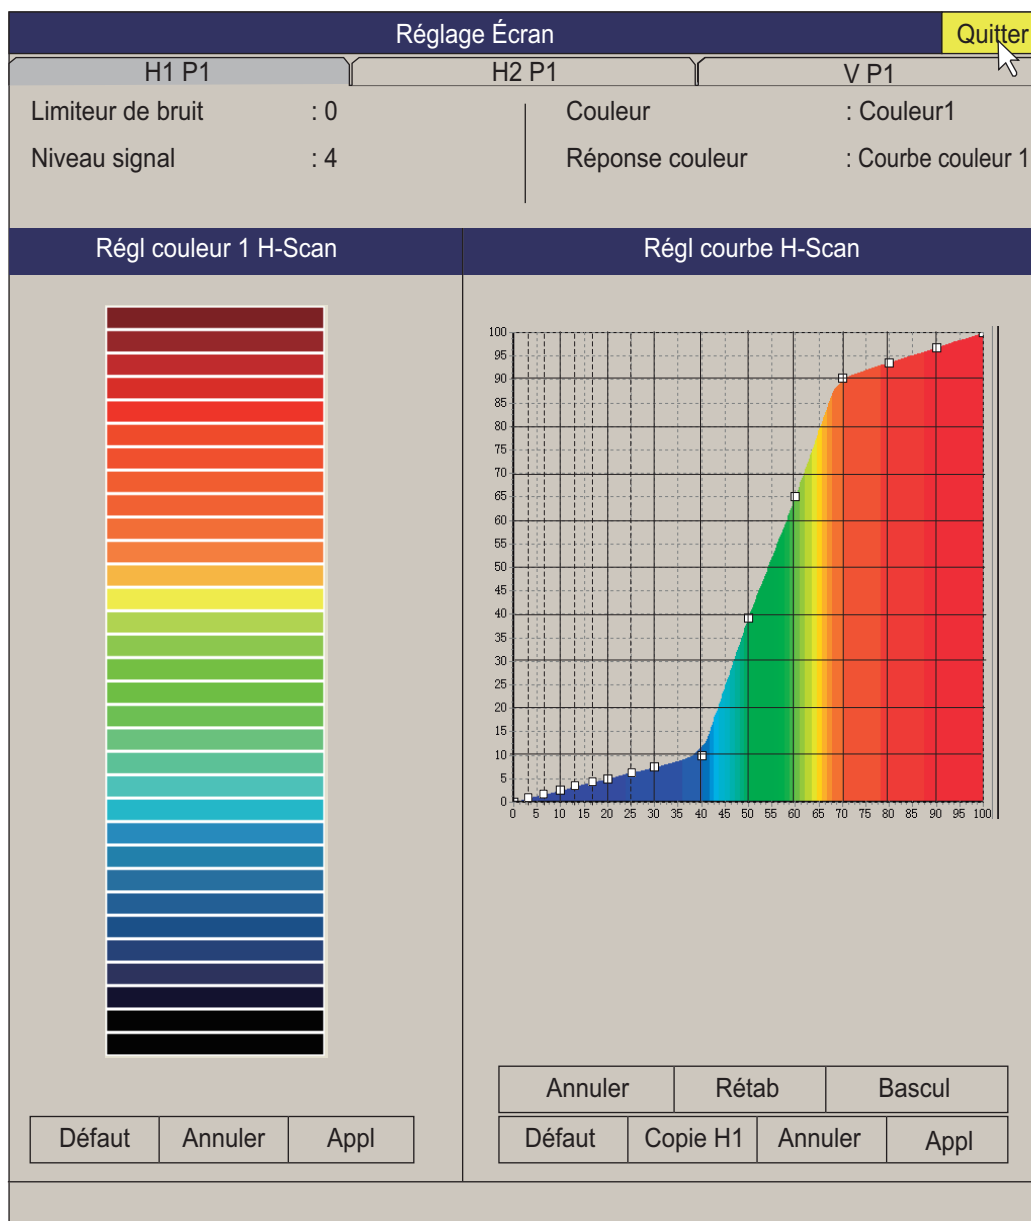 Réglage Écran
Quitter
H1 P1
H2 P1
V P1
Limiteur de bruit : 0
Couleur : Couleur1
Niveau signal : 4
Réponse couleur : Courbe couleur 1
Régl couleur 1 H-Scan
Régl courbe H-Scan
100
95
90
85
80
75
70
65
60
55
50
45
40
35
30
25
20
15
10
5
0
0 5 10 15 20 25 30 35 40 45 50 55 60 65 70 75 80 85 90 95 100
Annuler Rétab Bascul
Défaut Annuler Appl
Défaut Copie H1 Annuler Appl